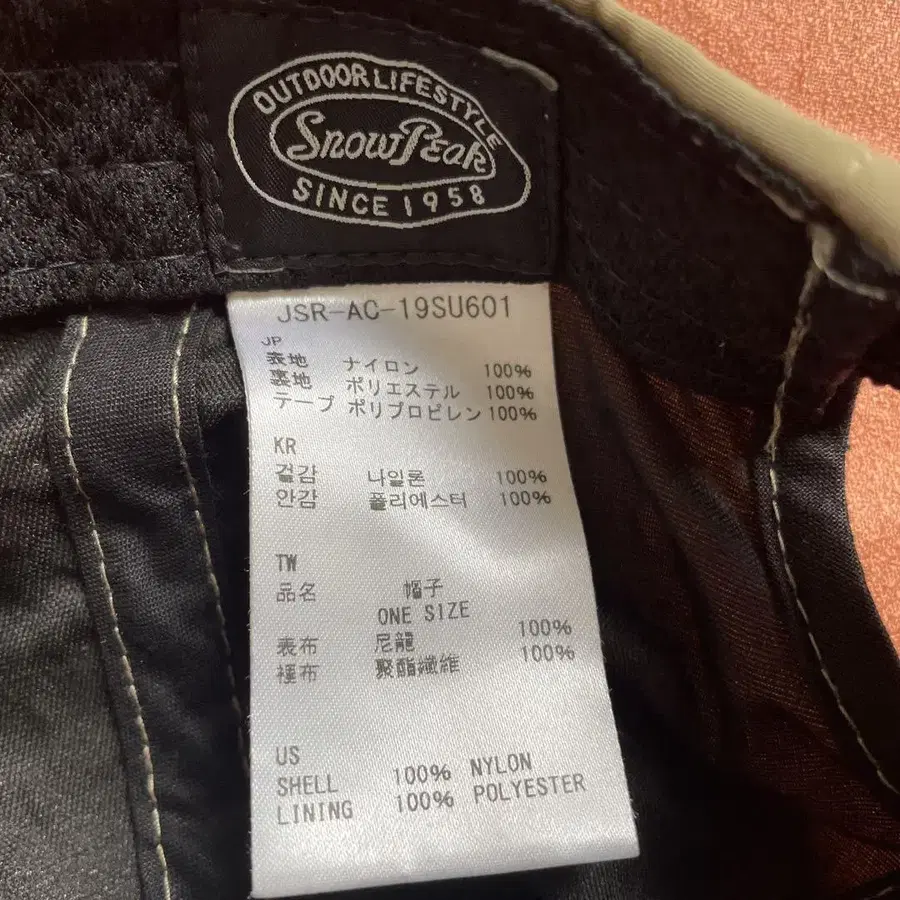 OUTDOOR LIFESTYLE
Snow Peak
SINCE 1958
JSR-AC-19SU601
JP
表地 ナイロン 100%
裏地 ポリエステル 100%
テープ ポリプロピレン 100%
KR
겉감 나일론 100%
안감 폴리에스터 100%
TW
品名 帽子
ONE SIZE
表布 尼龍 100%
裡布 聚酯纖維 100%
US
SHELL 100% NYLON
LINING 100% POLYESTER